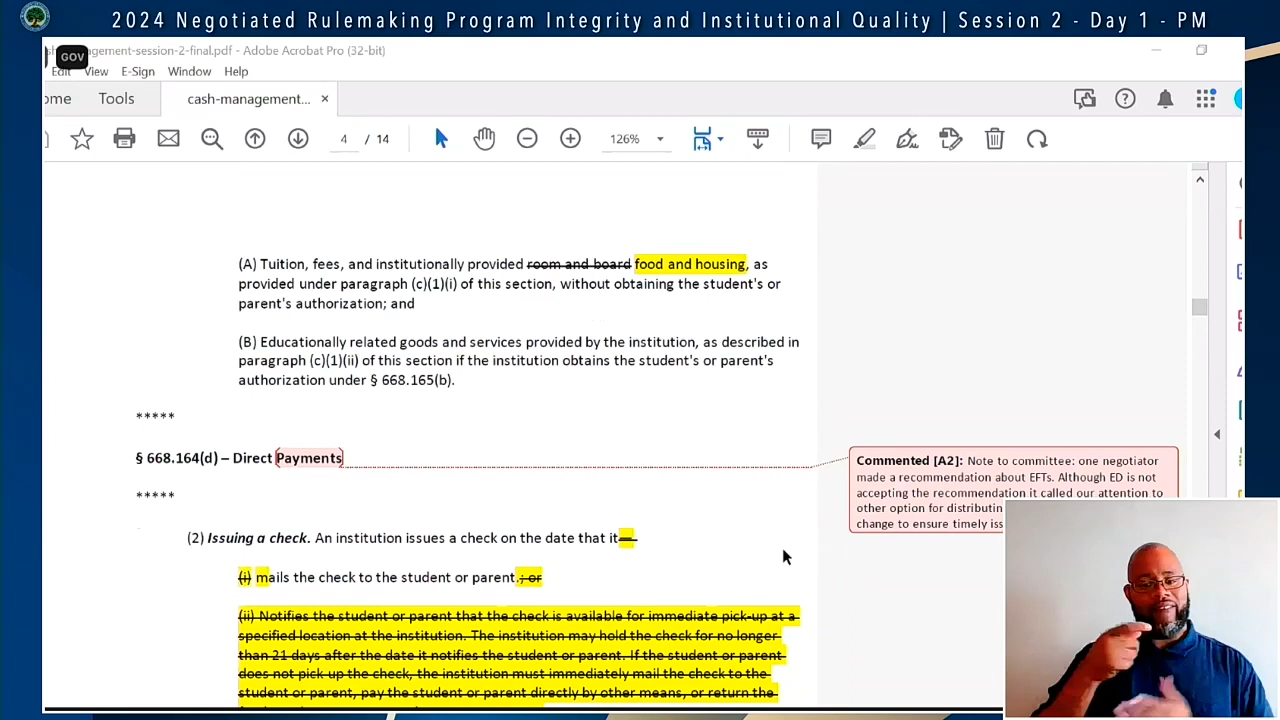 2024 Negotiated Rulemaking Program Integrity and Institutional Quality | Session 2 - Day 1 - PM
management-session-2-final.pdf - Adobe Acrobat Pro (32-bit)
GOV
Edit View E-Sign Window Help
ome Tools cash-management... ×
4 / 14 126%
(A) Tuition, fees, and institutionally provided room and board food and housing, as
provided under paragraph (c)(1)(i) of this section, without obtaining the student's or
parent's authorization; and
(B) Educationally related goods and services provided by the institution, as described in
paragraph (c)(1)(ii) of this section if the institution obtains the student's or parent's
authorization under § 668.165(b).
*****
§ 668.164(d) – Direct Payments
*****
Commented [A2]: Note to committee: one negotiator
made a recommendation about EFTs. Although ED is not
accepting the recommendation it called our attention to
other option for distributin
change to ensure timely iss
(2) Issuing a check. An institution issues a check on the date that it—
(i) mails the check to the student or parent.; or
(ii) Notifies the student or parent that the check is available for immediate pick-up at a
specified location at the institution. The institution may hold the check for no longer
than 21 days after the date it notifies the student or parent. If the student or parent
does not pick up the check, the institution must immediately mail the check to the
student or parent, pay the student or parent directly by other means, or return the